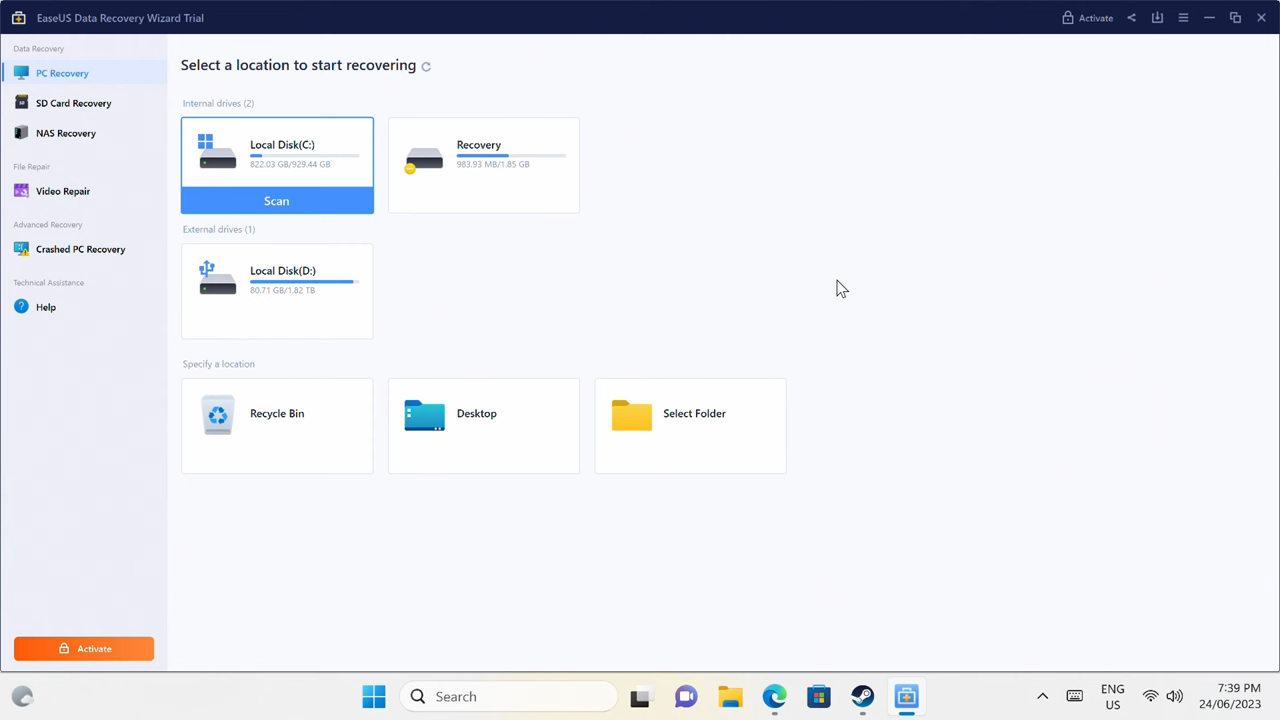 EaseUS Data Recovery Wizard Trial
Activate
Data Recovery
PC Recovery
SD Card Recovery
NAS Recovery
File Repair
Video Repair
Advanced Recovery
Crashed PC Recovery
Technical Assistance
Help
Activate
Select a location to start recovering
Internal drives (2)
Local Disk(C:)
822.03 GB/929.44 GB
Scan
Recovery
983.93 MB/1.85 GB
External drives (1)
Local Disk(D:)
80.71 GB/1.82 TB
Specify a location
Recycle Bin
Desktop
Select Folder
Search
ENG
US
7:39 PM
24/06/2023